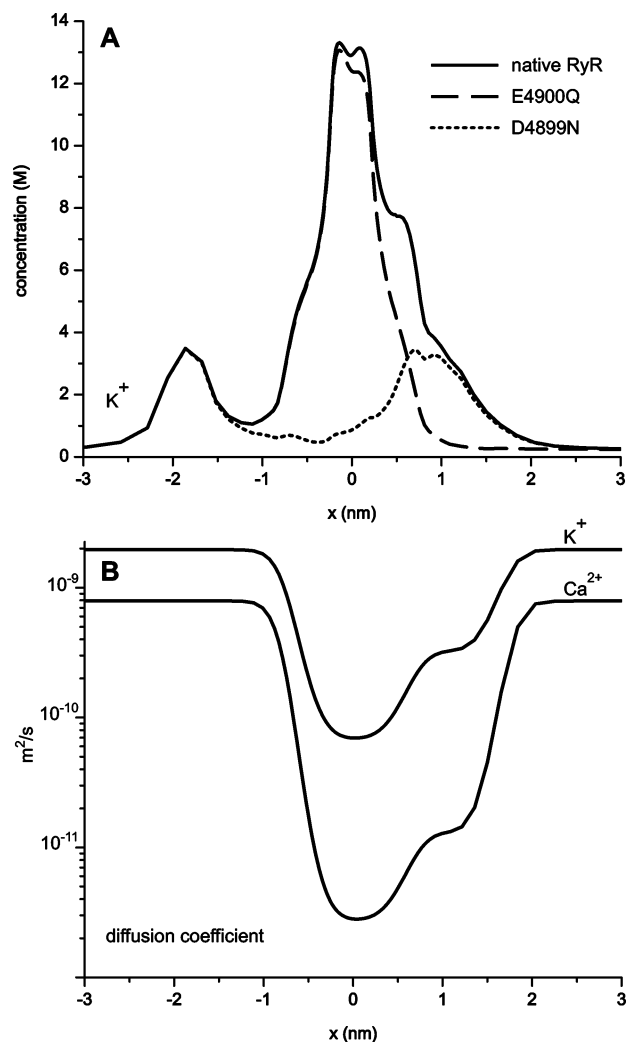 A
native RyR
E4900Q
D4899N
concentration (M)
14
12
10
8
6
4
2
0
K+
-3 -2 -1 0 1 2 3
x (nm)
B
K+
Ca2+
10-9
10-10
10-11
m2/s
diffusion coefficient
-3 -2 -1 0 1 2 3
x (nm)